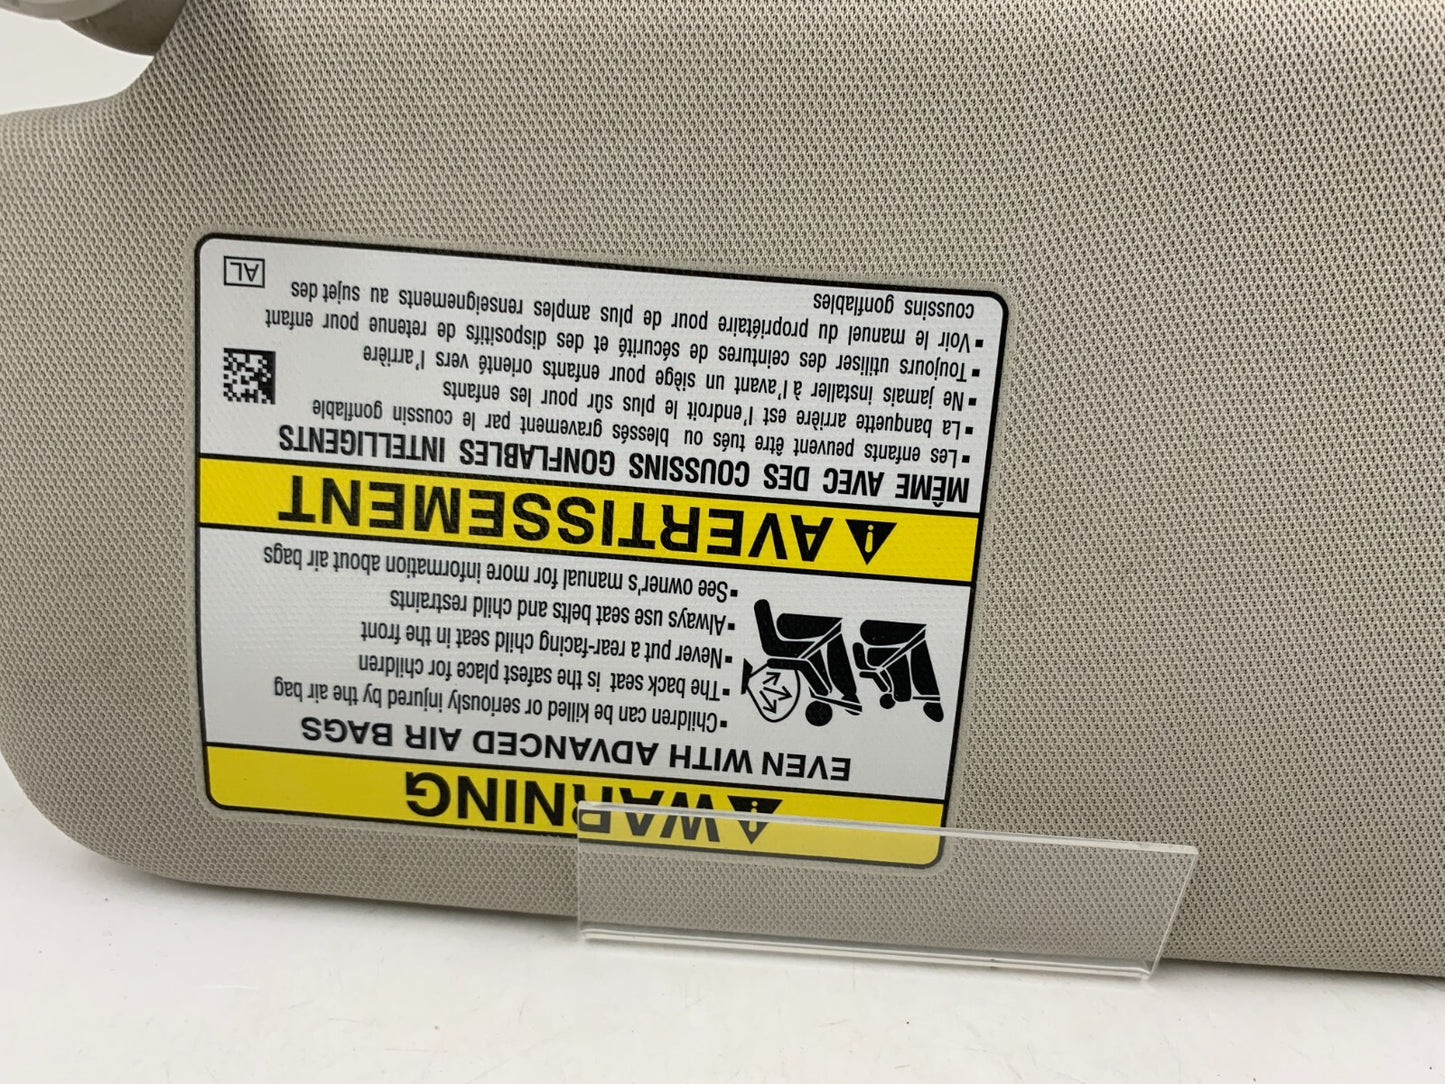 WARNING
EVEN WITH ADVANCED AIR BAGS
▪Children can be killed or seriously injured by the air bag
▪The back seat is the safest place for children
▪Never put a rear-facing child seat in the front
▪Always use seat belts and child restraints
▪See owner's manual for more information about air bags
AVERTISSEMENT
MÊME AVEC DES COUSSINS GONFLABLES INTELLIGENTS
▪Les enfants peuvent être tués ou blessés gravement par le coussin gonflable
▪La banquette arrière est l'endroit le plus sûr pour les enfants
▪Ne jamais installer à l'avant un siège pour enfants orienté vers l'arrière
▪Toujours utiliser des ceintures de sécurité et des dispositifs de retenue pour enfant
▪Voir le manuel du propriétaire pour de plus amples renseignements au sujet des
coussins gonflables
AL